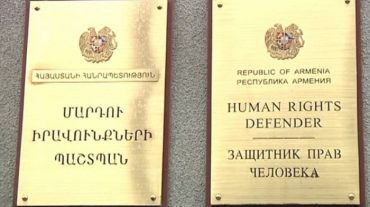 ՀԱՅԱՍՏԱՆԻ ՀԱՆՐԱՊԵՏՈՒԹՅՈՒՆ
ՄԱՐԴՈՒ
ԻՐԱՎՈՒՆՔՆԵՐԻ
ՊԱՇՏՊԱՆ
REPUBLIC OF ARMENIA
РЕСПУБЛИКА АРМЕНИЯ
HUMAN RIGHTS
DEFENDER
ЗАЩИТНИК ПРАВ
ЧЕЛОВЕКА